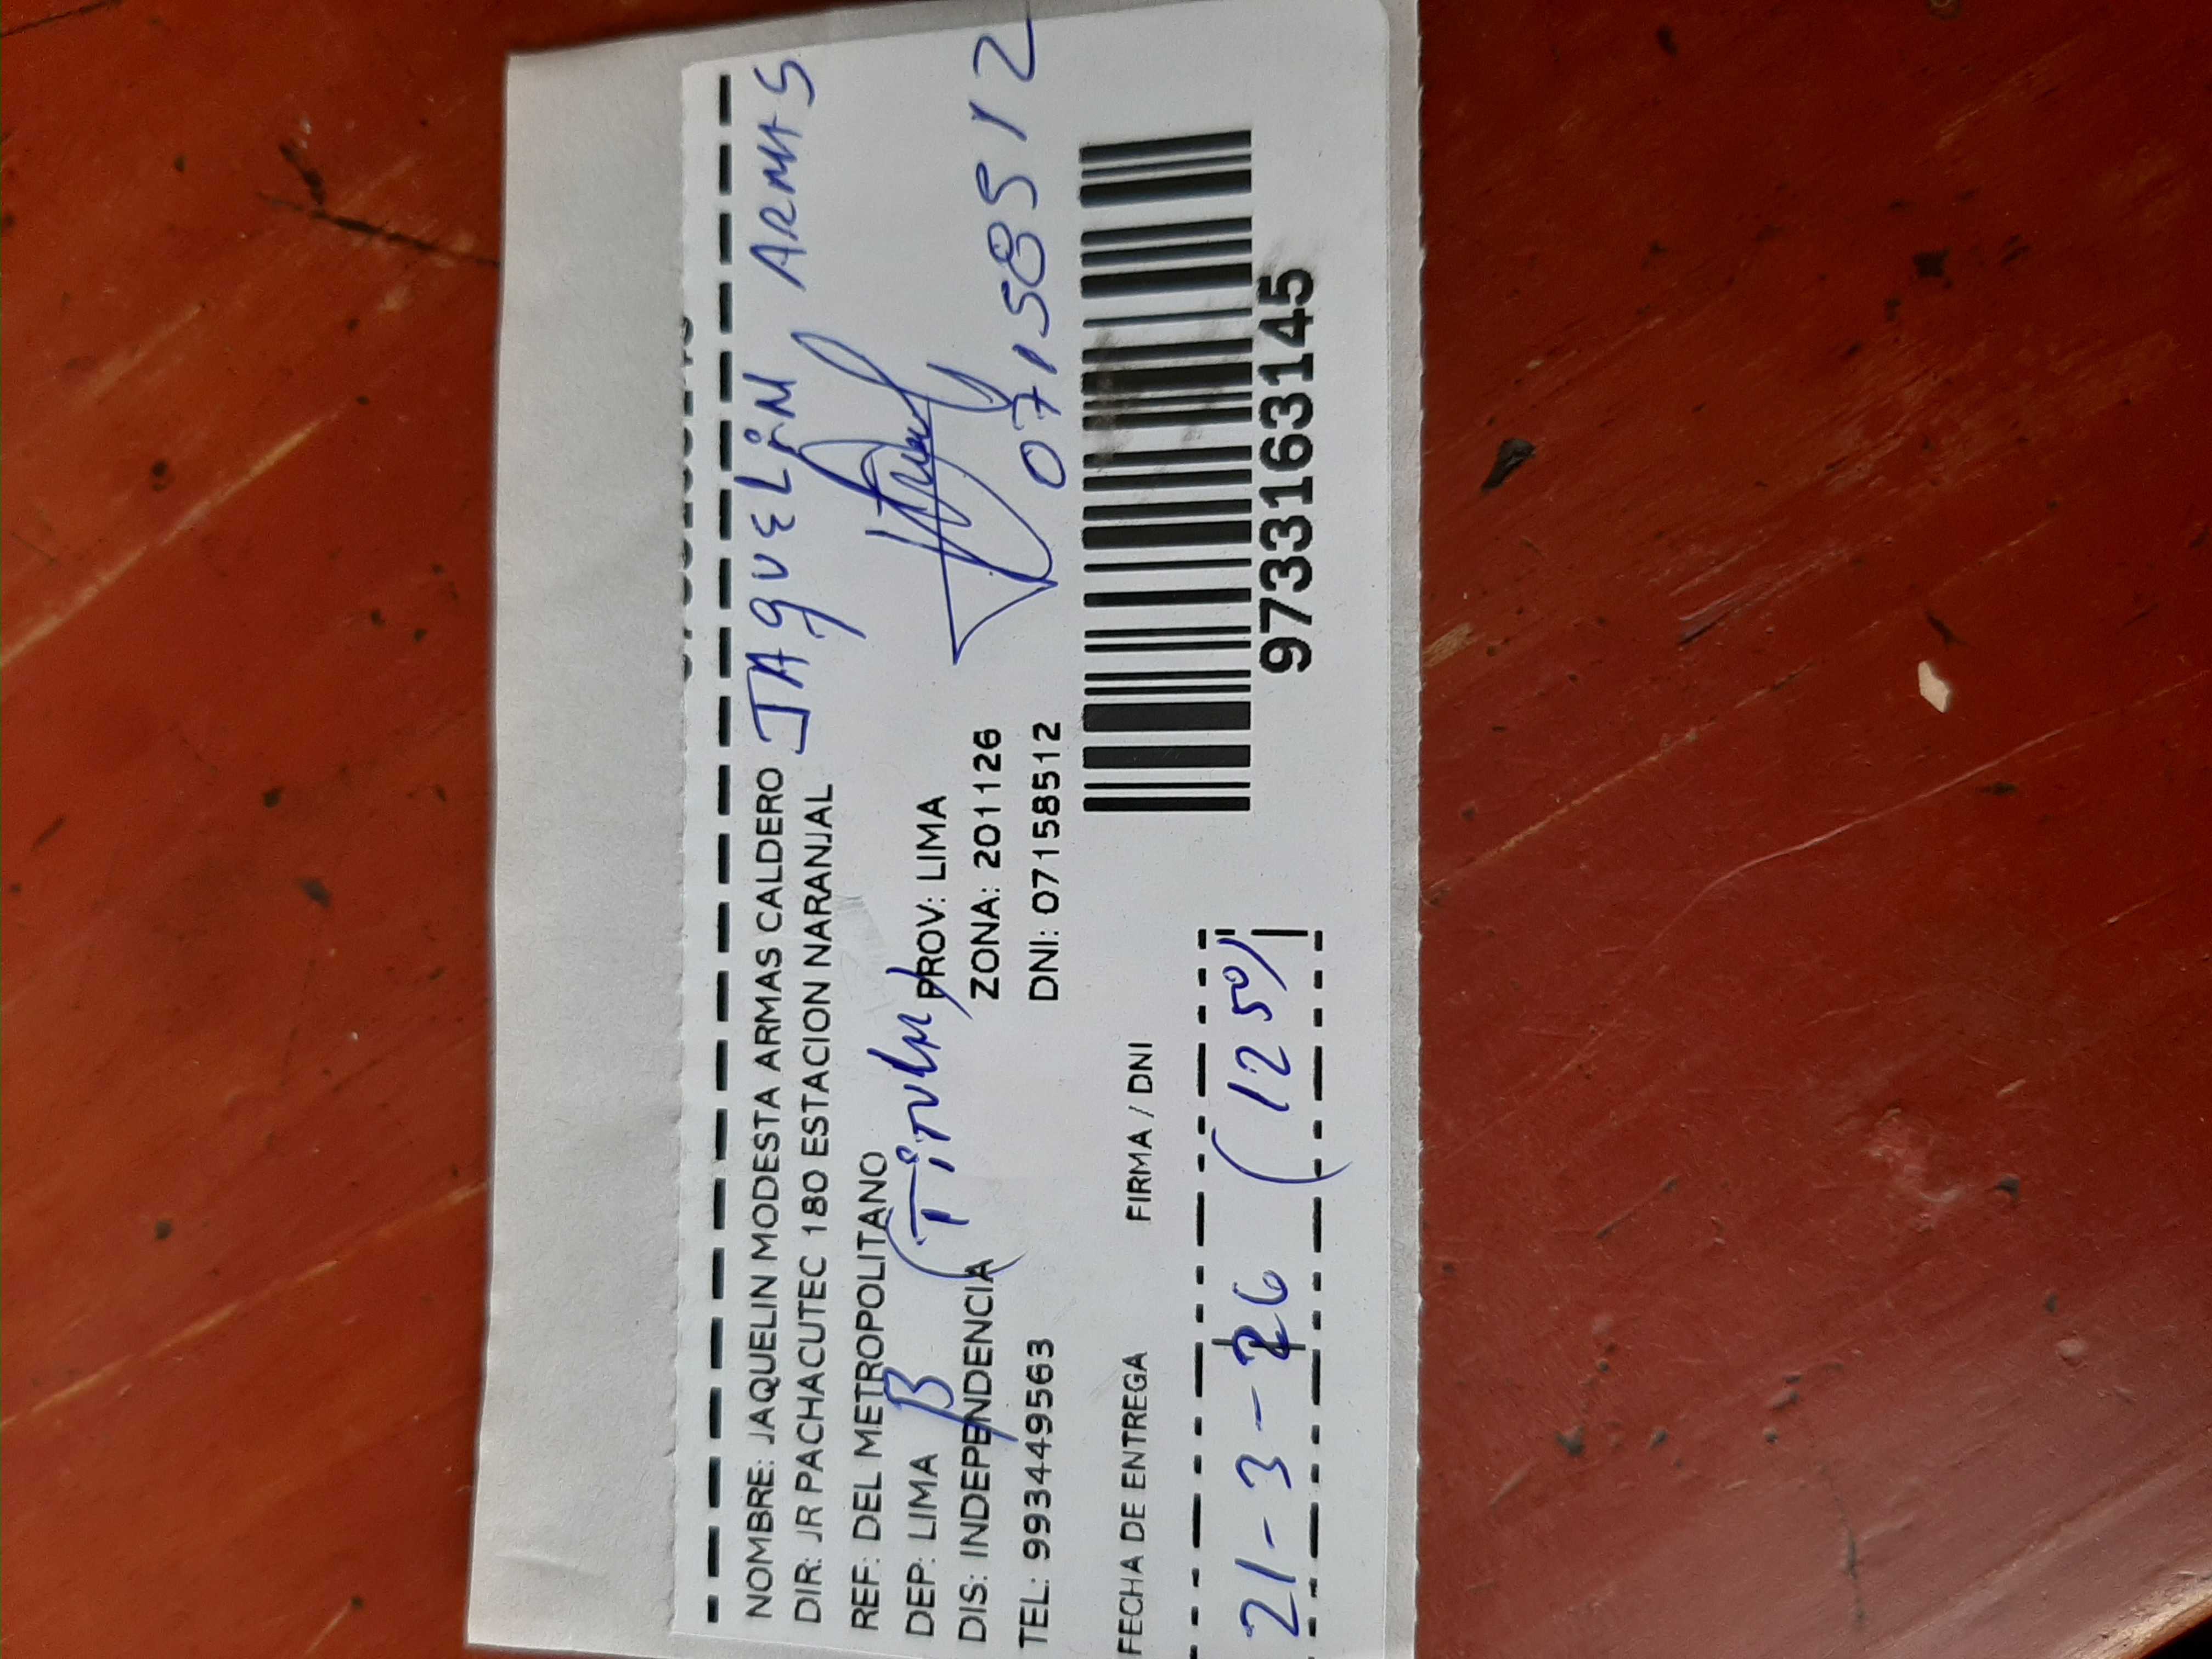 NOMBRE: JAQUELIN MODESTA ARMAS CALDERO JAquELiN ARMAS
DIR: JR PACHACUTEC 180 ESTACION NARANJAL
REF: DEL METROPOLITANO
DEP: LIMA B (TiTulAR) PROV: LIMA
DIS: INDEPENDENCIA ZONA: 201126
TEL: 993449563 DNI: 07158512 07158512
FECHA DE ENTREGA FIRMA / DNI
21-3-26 (12 50)
9733163145